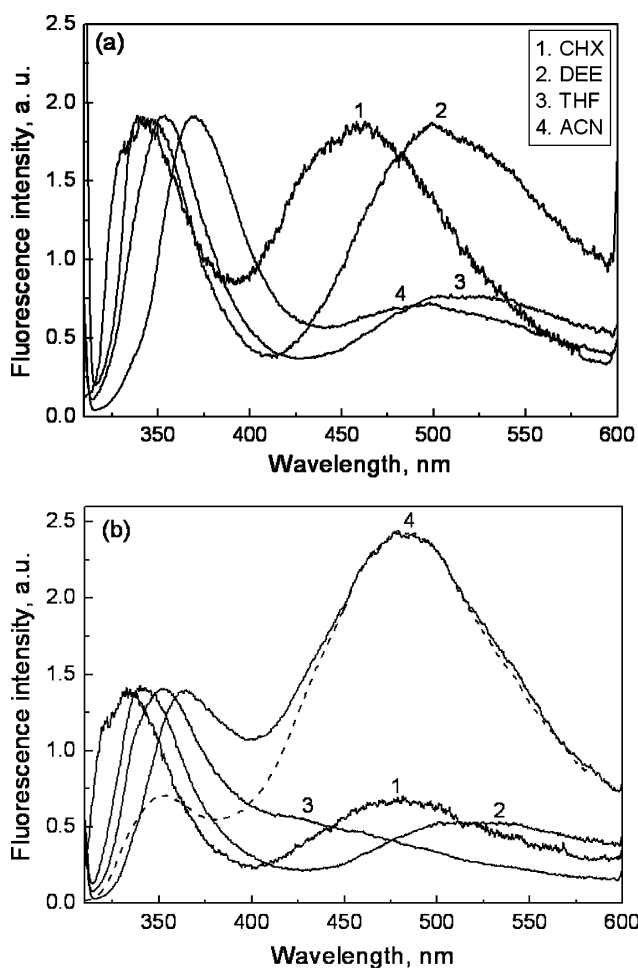 (a)
1. CHX
2. DEE
3. THF
4. ACN
2.5
2.0
1.5
1.0
0.5
0.0
Fluorescence intensity, a. u.
1
2
3
4
350 400 450 500 550 600
Wavelength, nm
(b)
2.5
2.0
1.5
1.0
0.5
0.0
Fluorescence intensity, a.u.
4
1
2
3
350 400 450 500 550 600
Wavelength, nm